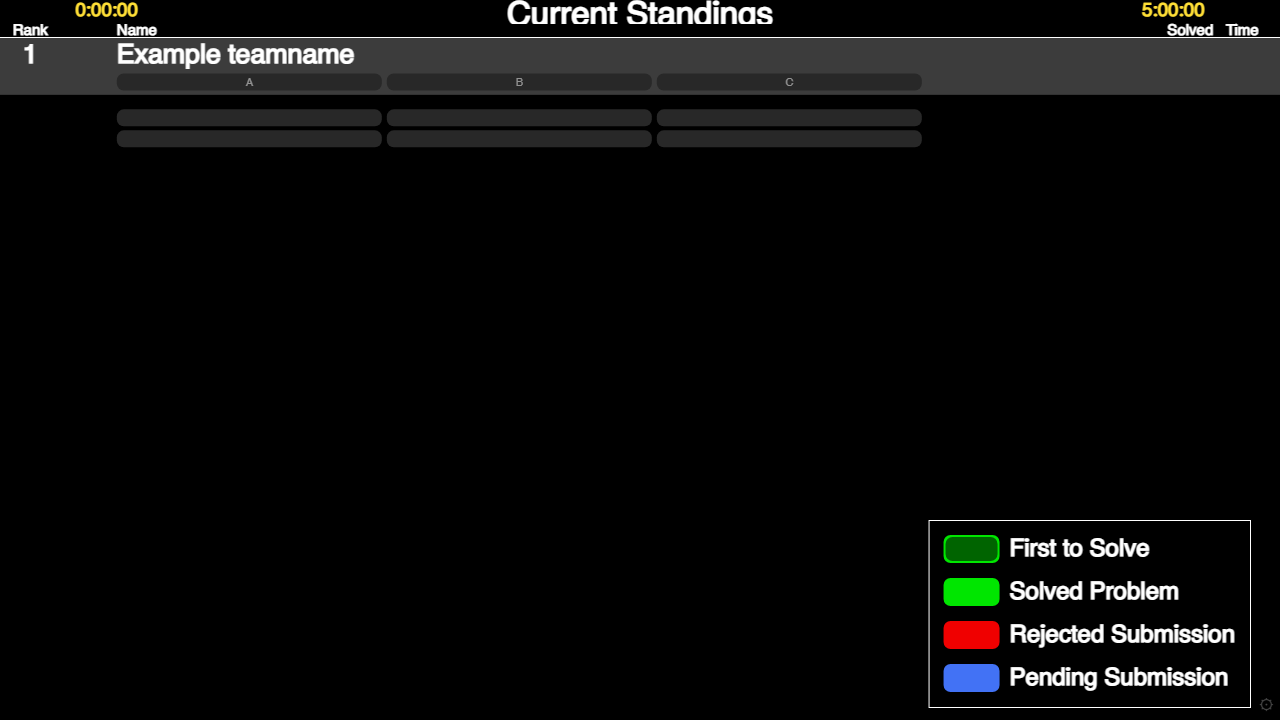 0:00:00 Current Standings 5:00:00
Rank Name Solved Time
1 Example teamname
A B C
First to Solve
Solved Problem
Rejected Submission
Pending Submission